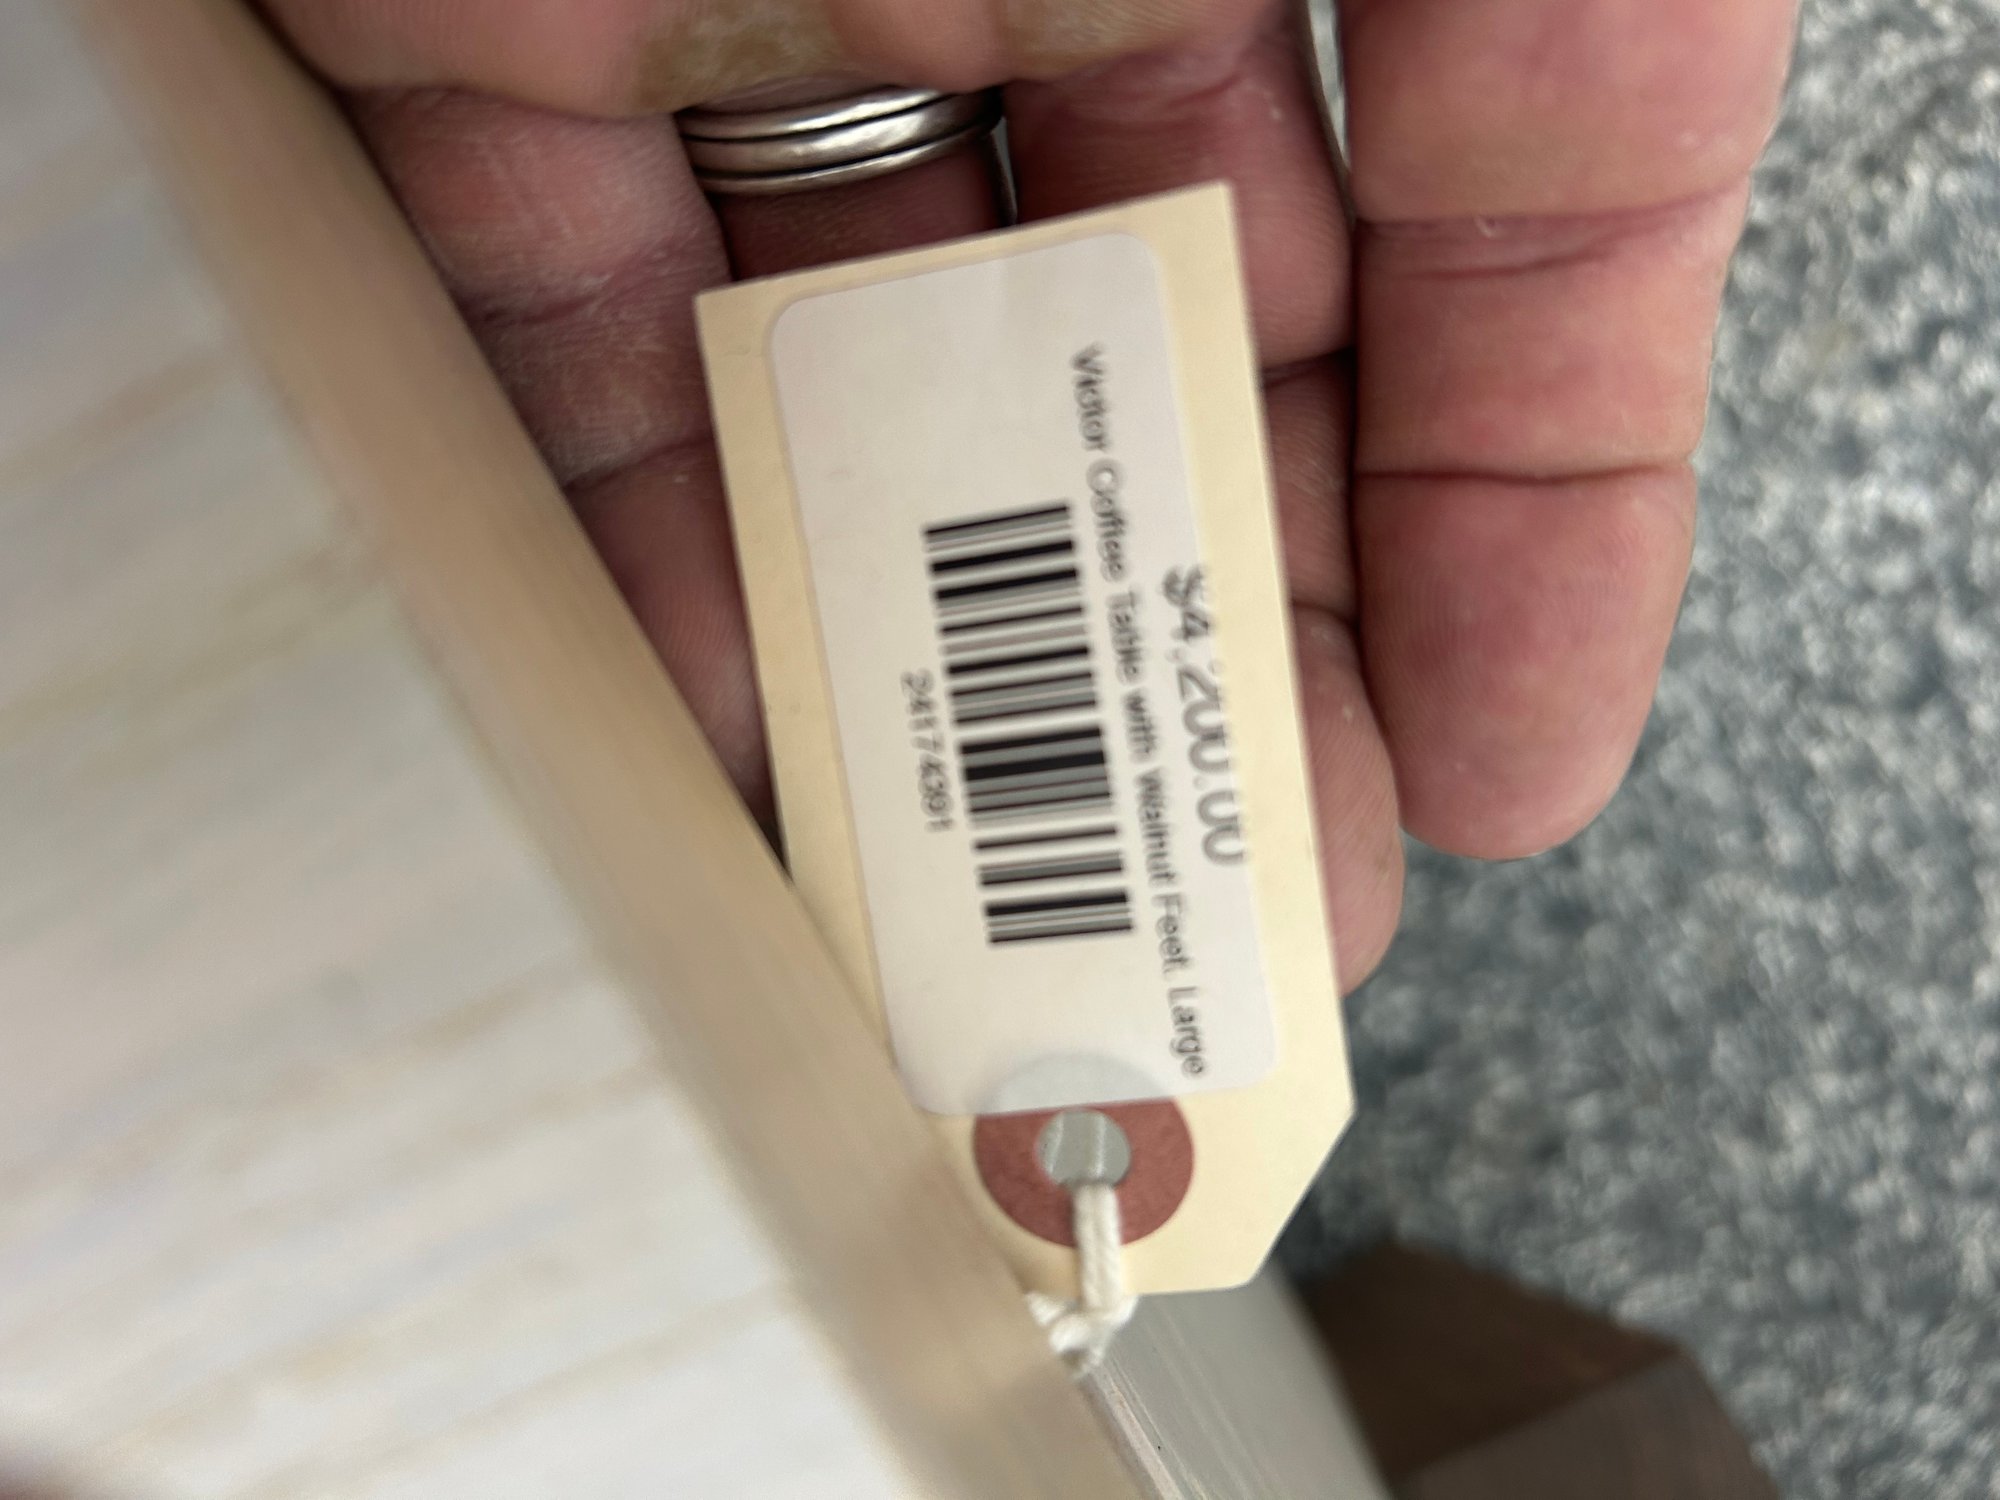 $4,200.00
Victor Coffee Table with Walnut Feet, Large
24174391